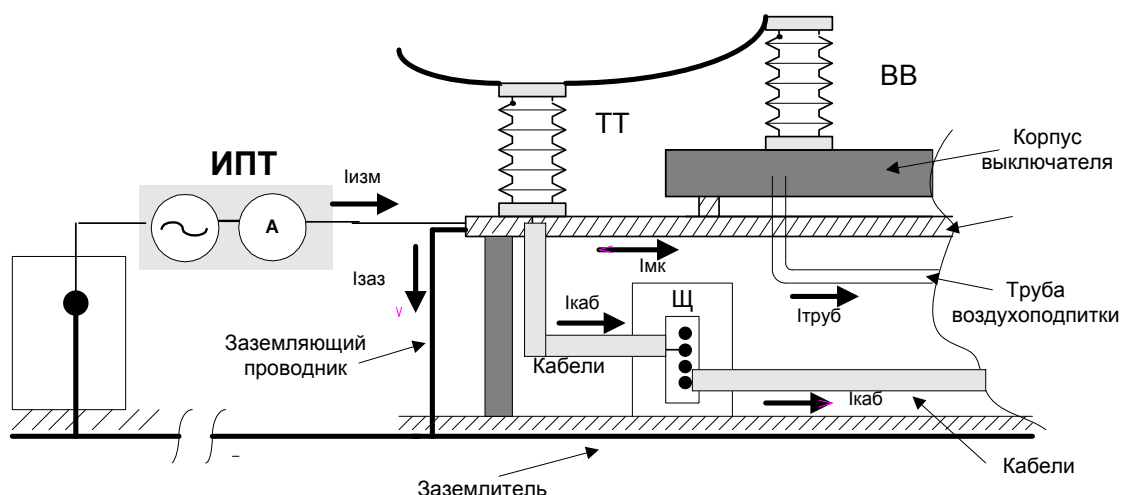 ВВ
ТТ
Корпус
выключателя
ИПТ
Iизм
А
Iмк
Iзаз
Щ
Iкаб
Iтруб
Труба
воздухоподпитки
Заземляющий
проводник
Кабели
Iкаб
Кабели
Заземлитель